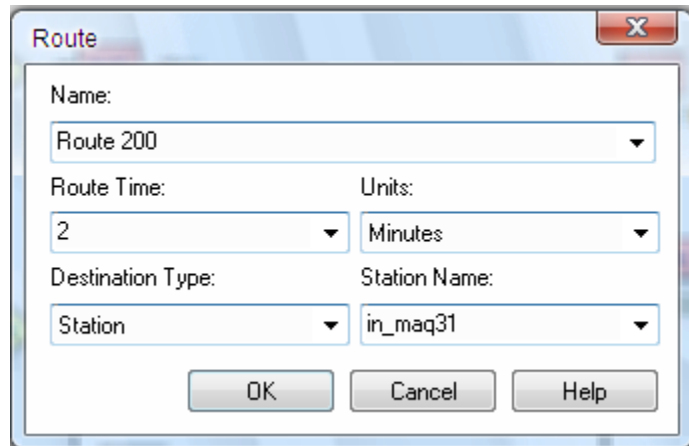 Route
Name:
Route 200
Route Time: Units:
2 Minutes
Destination Type: Station Name:
Station in_maq31
OK Cancel Help